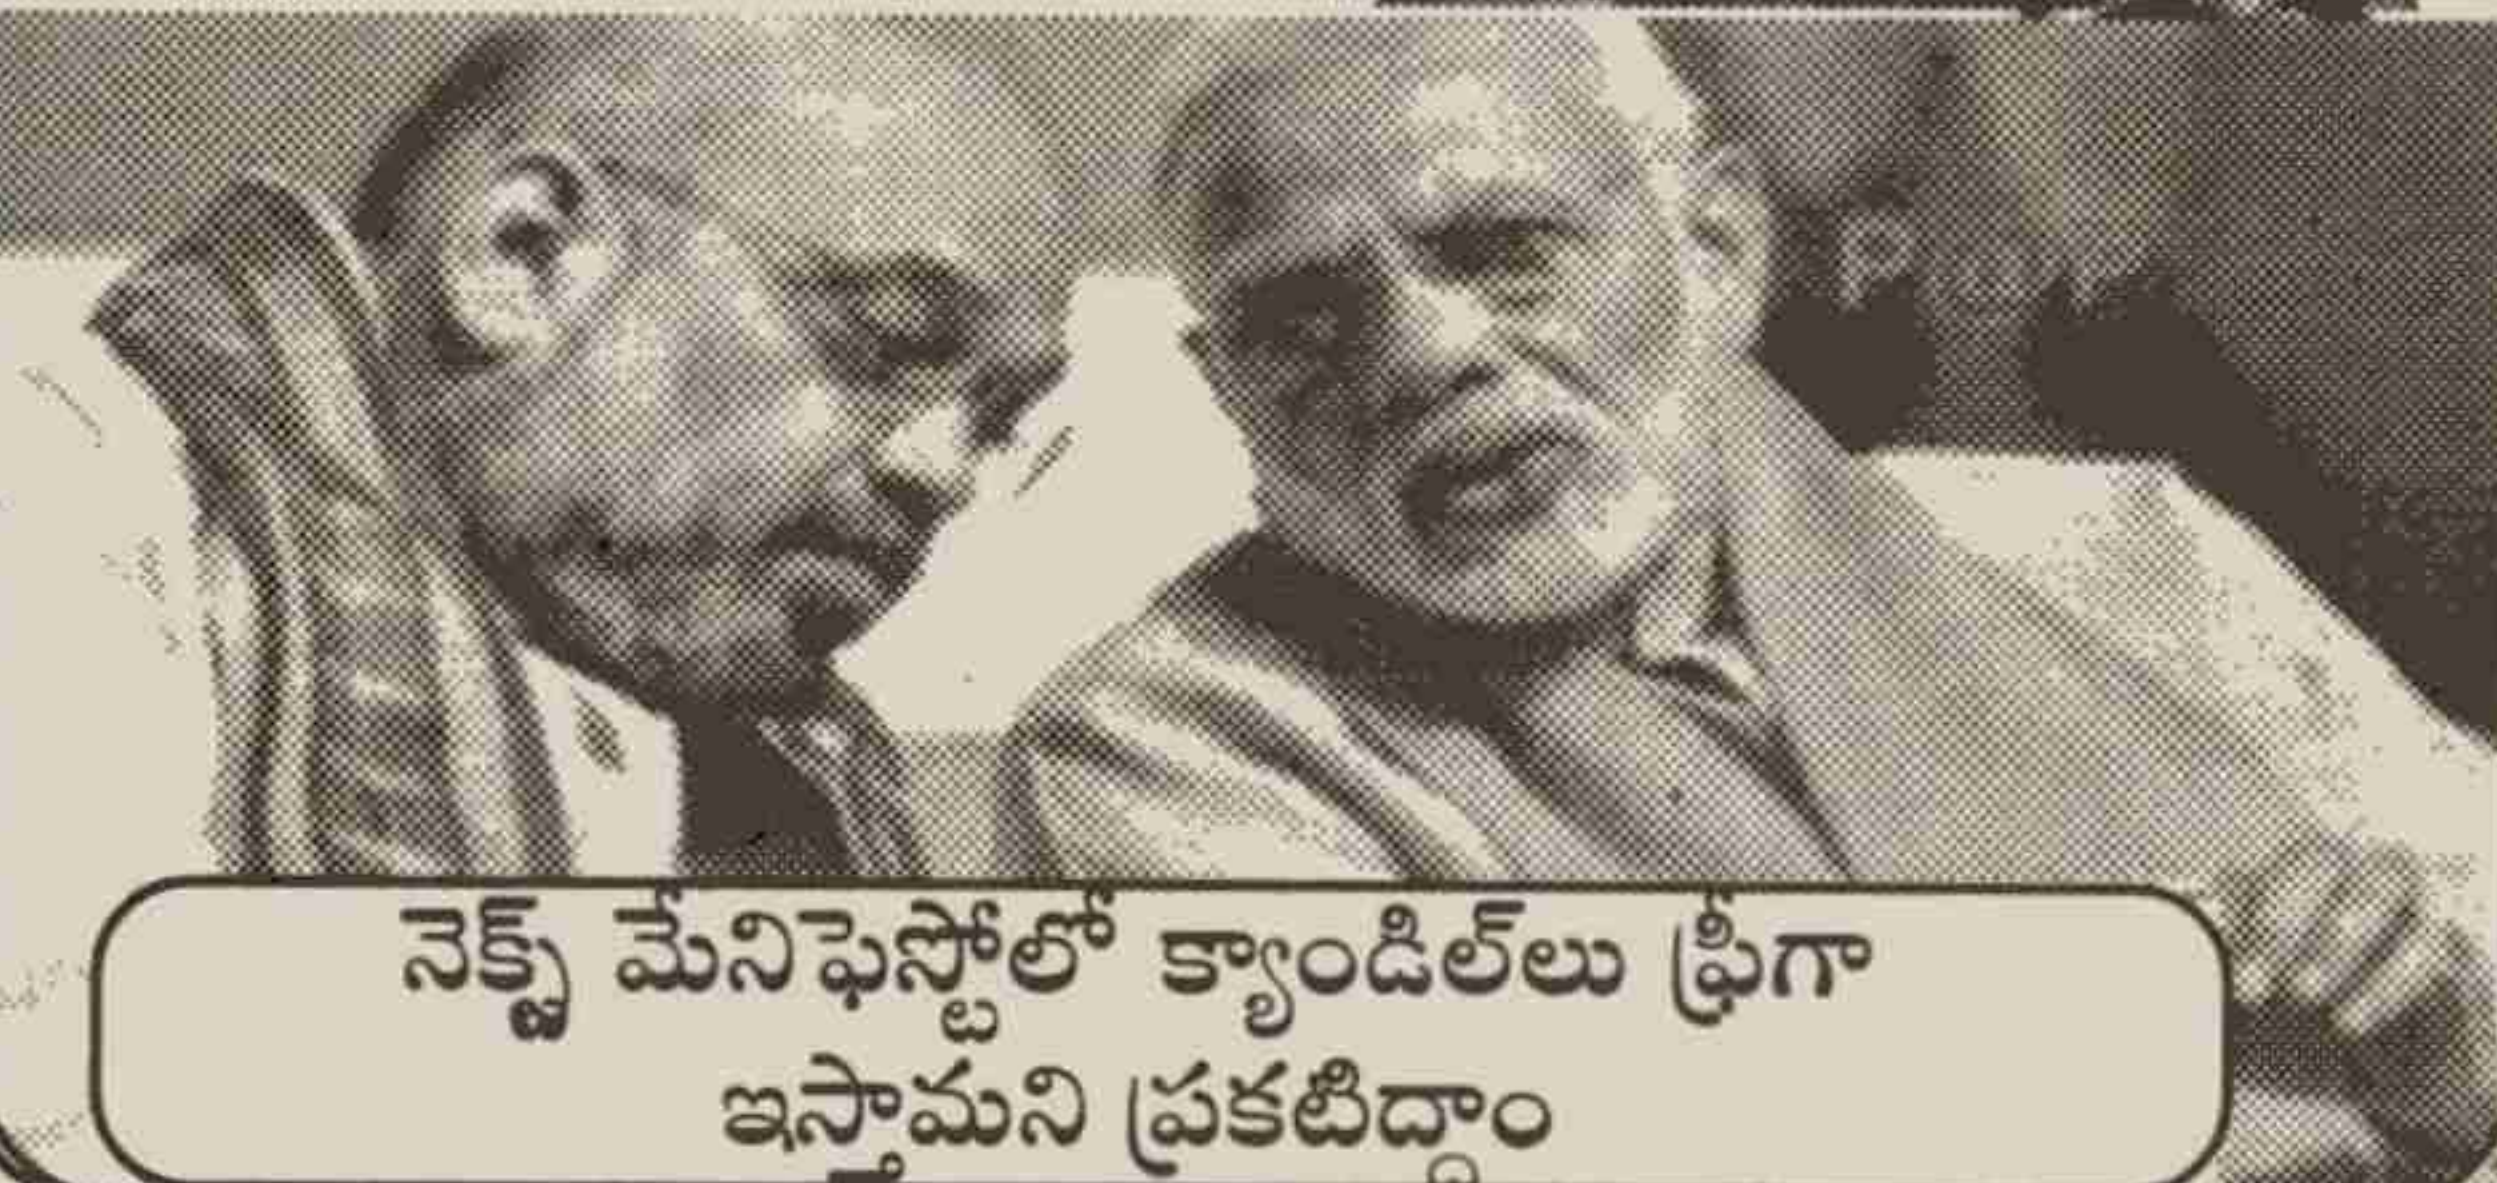 నెక్స్ట్ మేనిఫెస్టోలో క్యాండిల్‌లు ఫ్రీగా
ఇస్తామని ప్రకటిద్దాం